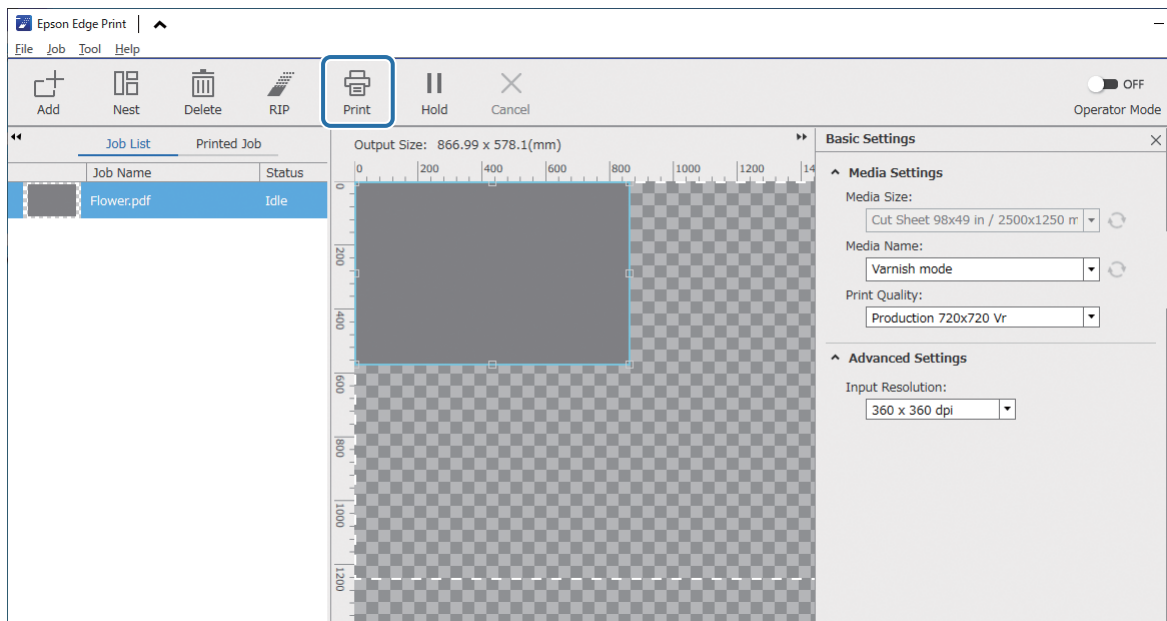 Epson Edge Print
File Job Tool Help
Add Nest Delete RIP Print Hold Cancel
OFF
Operator Mode
Job List Printed Job
Job Name Status
Flower.pdf Idle
Output Size: 866.99 x 578.1(mm)
0 200 400 600 800 1000 1200 14
0
200
400
600
800
1000
1200
Basic Settings
Media Settings
Media Size:
Cut Sheet 98x49 in / 2500x1250 m
Media Name:
Varnish mode
Print Quality:
Production 720x720 Vr
Advanced Settings
Input Resolution:
360 x 360 dpi